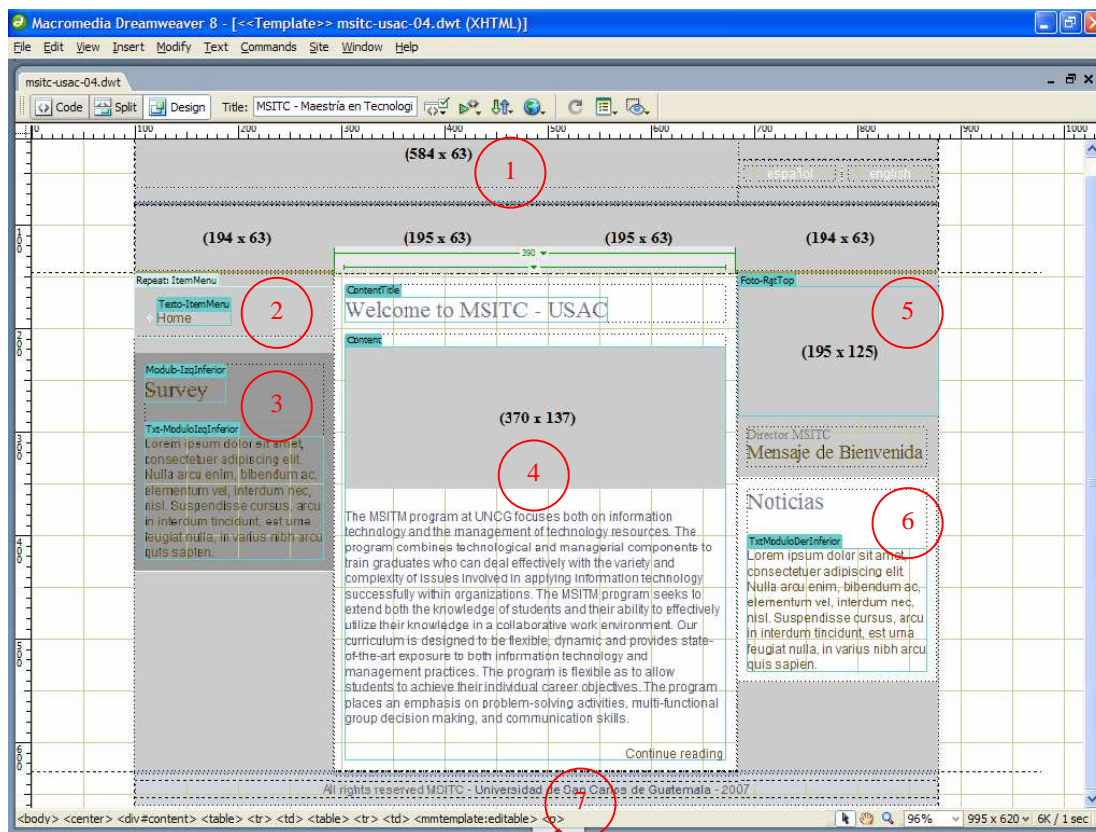 Macromedia Dreamweaver 8 - [<<Template>> msitc-usac-04.dwt (XHTML)]
File Edit View Insert Modify Text Commands Site Window Help
msitc-usac-04.dwt
Code Split Design Title: MSITC - Maestría en Tecnologi
0 100 200 300 400 500 600 700 800 900 1000
(584 x 63)
1
español english
(194 x 63) (195 x 63) (195 x 63) (194 x 63)
390
Repeat: ItemMenu
Texto-ItemMenu
Home
2
ContentTitle
Welcome to MSITC - USAC
Foto-RgtTop
5
(195 x 125)
Modulo-IzqInferior
Survey
3
Txt-ModuloIzqInferior
Lorem ipsum dolor sit amet,
consectetuer adipiscing elit.
Nulla arcu enim, bibendum ac,
elementum vel, interdum nec,
nisl. Suspendisse cursus, arcu
in interdum tincidunt, est urna
feugiat nulla, in varius nibh arcu
quis sapien.
Content
(370 x 137)
4
The MSITM program at UNCG focuses both on information
technology and the management of technology resources. The
program combines technological and managerial components to
train graduates who can deal effectively with the variety and
complexity of issues involved in applying information technology
successfully within organizations. The MSITM program seeks to
extend both the knowledge of students and their ability to effectively
utilize their knowledge in a collaborative work environment. Our
curriculum is designed to be flexible, dynamic and provides state-
of-the-art exposure to both information technology and
management practices. The program is flexible as to allow
students to achieve their individual career objectives. The program
places an emphasis on problem-solving activities, multi-functional
group decision making, and communication skills.
Continue reading
Director MSITC
Mensaje de Bienvenida
Noticias
6
TxtModuloDerInferior
Lorem ipsum dolor sit amet,
consectetuer adipiscing elit.
Nulla arcu enim, bibendum ac,
elementum vel, interdum nec,
nisl. Suspendisse cursus, arcu
in interdum tincidunt, est urna
feugiat nulla, in varius nibh arcu
quis sapien.
All rights reserved MSITC - Universidad de San Carlos de Guatemala - 2007
7
<body> <center> <div#content> <table> <tr> <td> <table> <tr> <td> <mmtemplate:editable> <p>
96% 995 x 620 6K / 1 sec